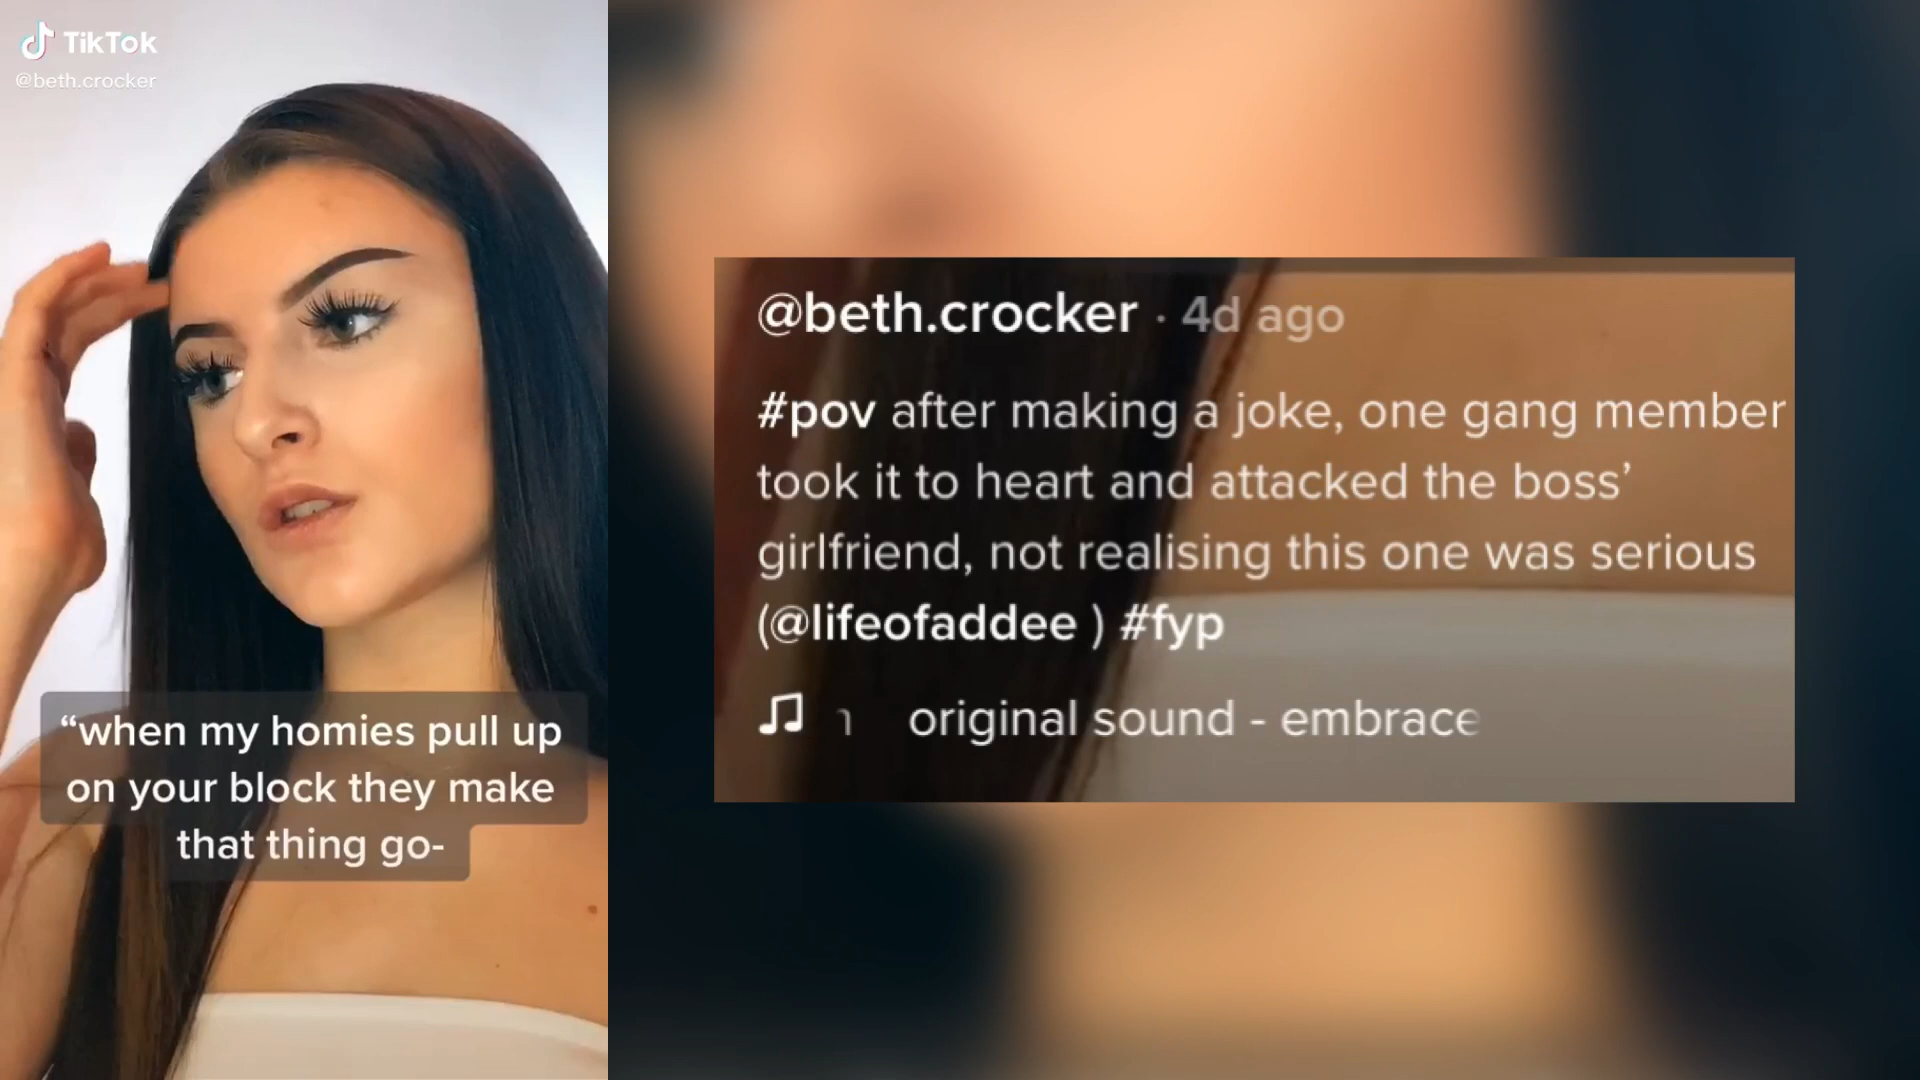 TikTok
@beth.crocker
“when my homies pull up
on your block they make
that thing go-
@beth.crocker · 4d ago
#pov after making a joke, one gang member
took it to heart and attacked the boss’
girlfriend, not realising this one was serious
(@lifeofaddee ) #fyp
original sound - embrace